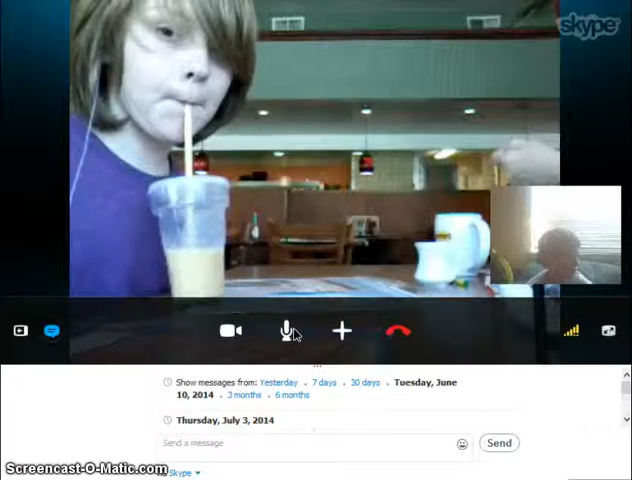 skype
Show messages from: Yesterday • 7 days • 30 days • Tuesday, June
10, 2014 • 3 months • 6 months
Thursday, July 3, 2014
Send a message
Send
Skype
Screencast-O-Matic.com